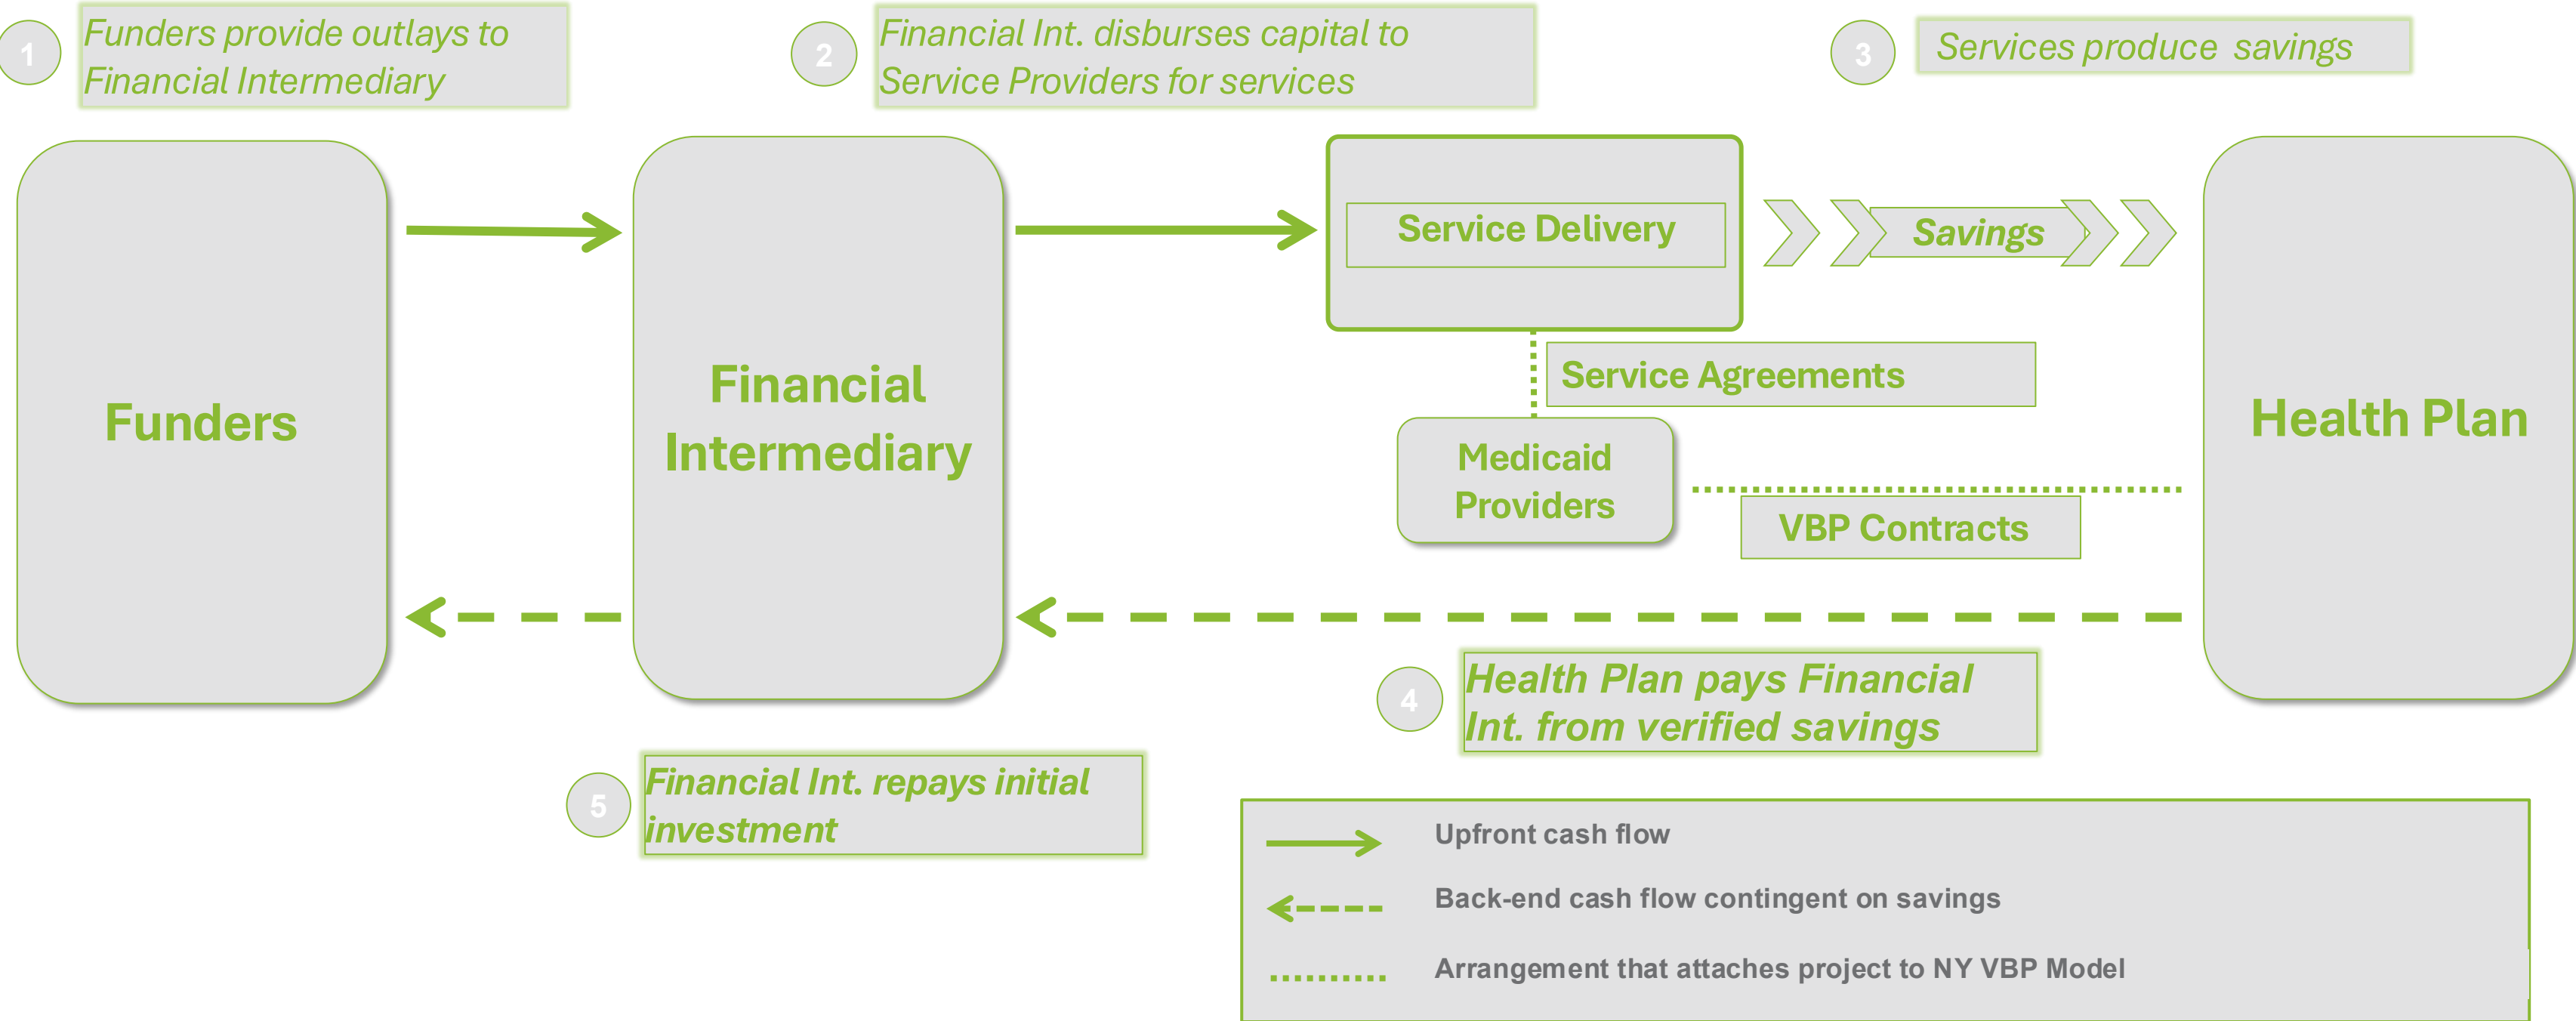 1
Funders provide outlays to
Financial Intermediary
2
Financial Int. disburses capital to
Service Providers for services
3
Services produce savings
Funders
Financial
Intermediary
Service Delivery
Savings
Health Plan
Service Agreements
Medicaid
Providers
VBP Contracts
4
Health Plan pays Financial
Int. from verified savings
5
Financial Int. repays initial
investment
Upfront cash flow
Back-end cash flow contingent on savings
Arrangement that attaches project to NY VBP Model